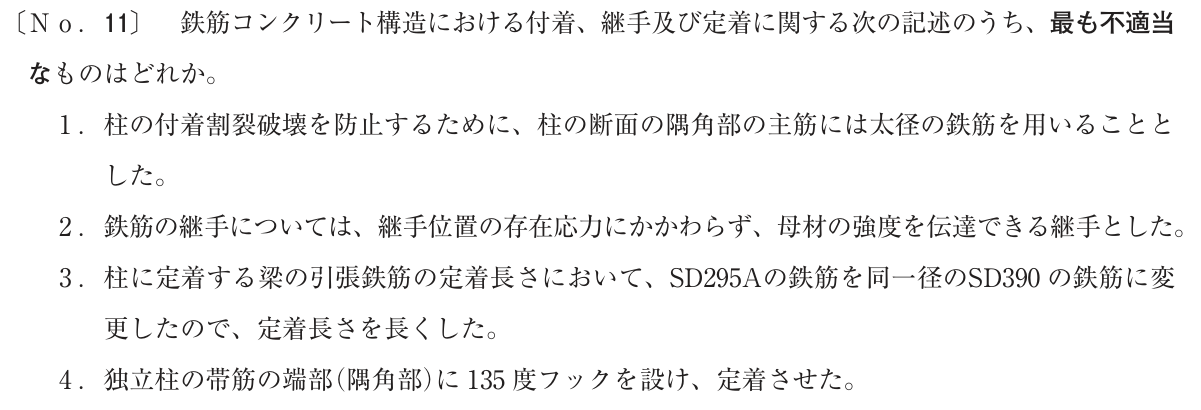 〔Ｎｏ．11〕　鉄筋コンクリート構造における付着、継手及び定着に関する次の記述のうち、最も不適当
なものはどれか。
１．柱の付着割裂破壊を防止するために、柱の断面の隅角部の主筋には太径の鉄筋を用いることと
した。
２．鉄筋の継手については、継手位置の存在応力にかかわらず、母材の強度を伝達できる継手とした。
３．柱に定着する梁の引張鉄筋の定着長さにおいて、SD295Aの鉄筋を同一径のSD390 の鉄筋に変
更したので、定着長さを長くした。
４．独立柱の帯筋の端部(隅角部)に 135 度フックを設け、定着させた。